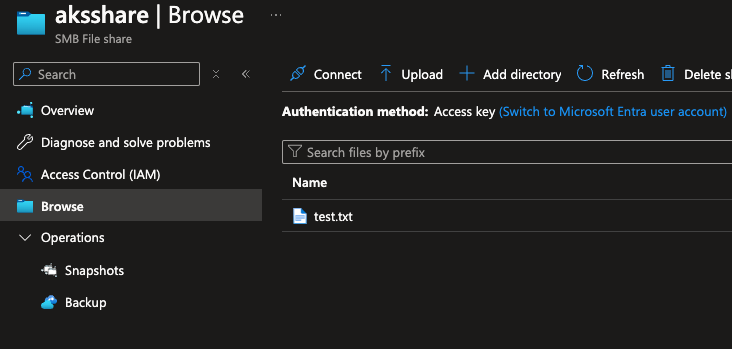 aksshare | Browse ...
SMB File share
Search
Connect Upload Add directory Refresh Delete
Overview
Authentication method: Access key (Switch to Microsoft Entra user account)
Diagnose and solve problems
Search files by prefix
Access Control (IAM)
Name
Browse
test.txt
Operations
Snapshots
Backup